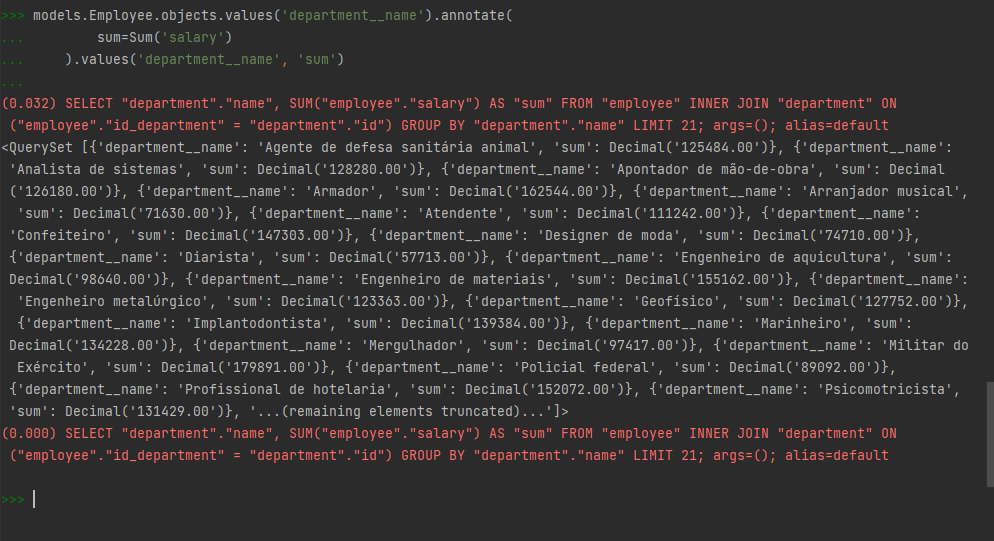 >>> models.Employee.objects.values('department__name').annotate(
...         sum=Sum('salary')
...     ).values('department__name', 'sum')
...
(0.032) SELECT "department"."name", SUM("employee"."salary") AS "sum" FROM "employee" INNER JOIN "department" ON
("employee"."id_department" = "department"."id") GROUP BY "department"."name" LIMIT 21; args=(); alias=default
<QuerySet [{'department__name': 'Agente de defesa sanitária animal', 'sum': Decimal('125484.00')}, {'department__name':
'Analista de sistemas', 'sum': Decimal('128280.00')}, {'department__name': 'Apontador de mão-de-obra', 'sum': Decimal
('126180.00')}, {'department__name': 'Armador', 'sum': Decimal('162544.00')}, {'department__name': 'Arranjador musical',
'sum': Decimal('71630.00')}, {'department__name': 'Atendente', 'sum': Decimal('111242.00')}, {'department__name':
'Confeiteiro', 'sum': Decimal('147303.00')}, {'department__name': 'Designer de moda', 'sum': Decimal('74710.00')},
{'department__name': 'Diarista', 'sum': Decimal('57713.00')}, {'department__name': 'Engenheiro de aquicultura', 'sum':
Decimal('98640.00')}, {'department__name': 'Engenheiro de materiais', 'sum': Decimal('155162.00')}, {'department__name':
'Engenheiro metalúrgico', 'sum': Decimal('123363.00')}, {'department__name': 'Geofísico', 'sum': Decimal('127752.00')},
{'department__name': 'Implantodontista', 'sum': Decimal('139384.00')}, {'department__name': 'Marinheiro', 'sum':
Decimal('134228.00')}, {'department__name': 'Mergulhador', 'sum': Decimal('97417.00')}, {'department__name': 'Militar do
Exército', 'sum': Decimal('179891.00')}, {'department__name': 'Policial federal', 'sum': Decimal('89092.00')},
{'department__name': 'Profissional de hotelaria', 'sum': Decimal('152072.00')}, {'department__name': 'Psicomotricista',
'sum': Decimal('131429.00')}, '...(remaining elements truncated)...']>
(0.000) SELECT "department"."name", SUM("employee"."salary") AS "sum" FROM "employee" INNER JOIN "department" ON
("employee"."id_department" = "department"."id") GROUP BY "department"."name" LIMIT 21; args=(); alias=default
>>>